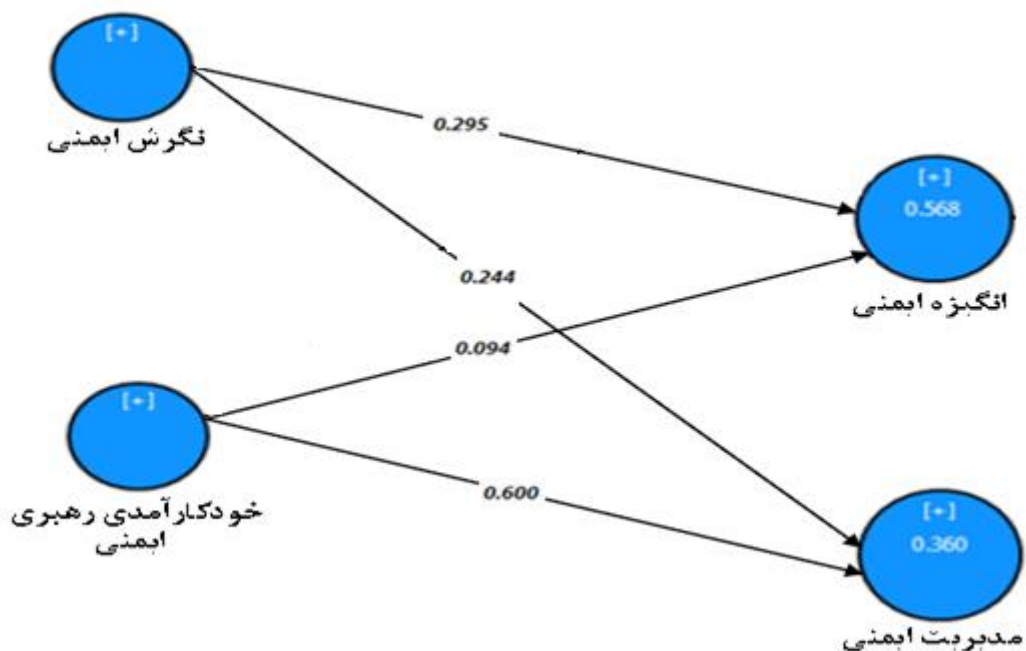 [+]
نگرش ایمنی
0.295
[+]
0.568
انگیزه ایمنی
0.244
0.094
[+]
خودکارآمدی رهبری
ایمنی
0.600
[+]
0.360
مدیریت ایمنی